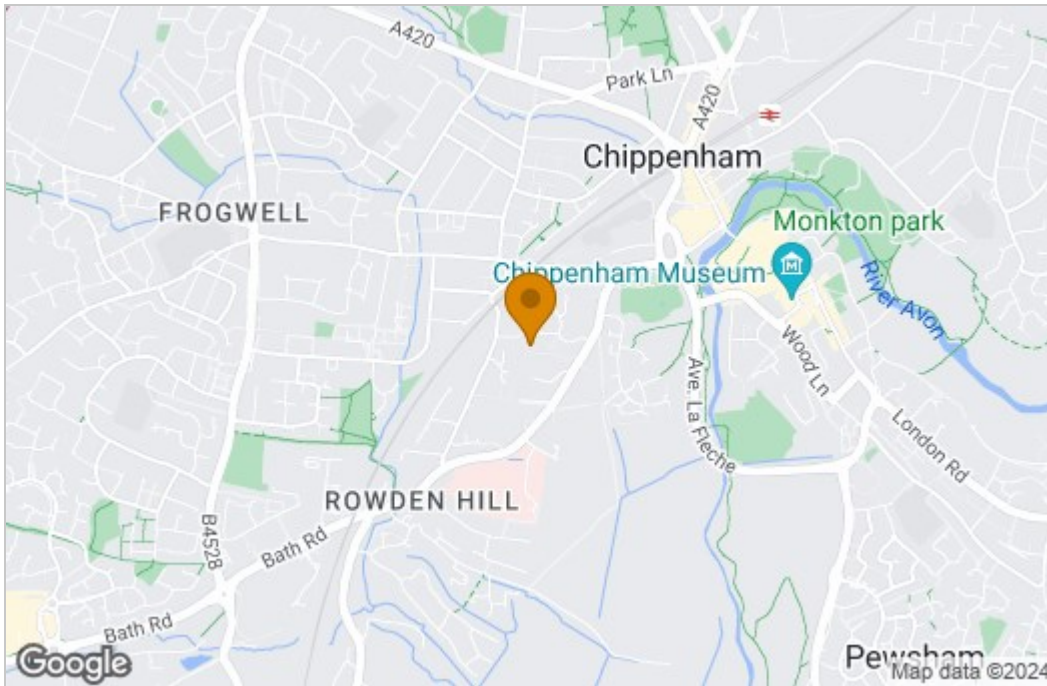 A420
Park Ln
A420
Chippenham
FROGWELL
Monkton park
Chippenham Museum
River Avon
Wood Ln
Ave. La Fleche
London Rd
ROWDEN HILL
B4528
Bath Rd
Bath Rd
Pewsham
Google
Map data ©2024